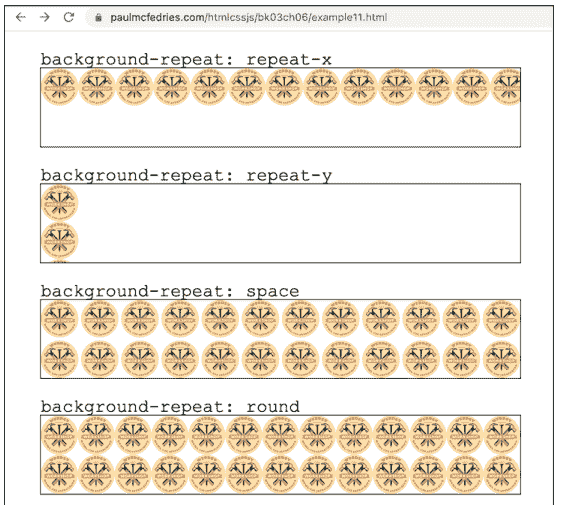 paulmcfedries.com/htmlcssjs/bk03ch06/example11.html
background-repeat: repeat-x
background-repeat: repeat-y
background-repeat: space
background-repeat: round